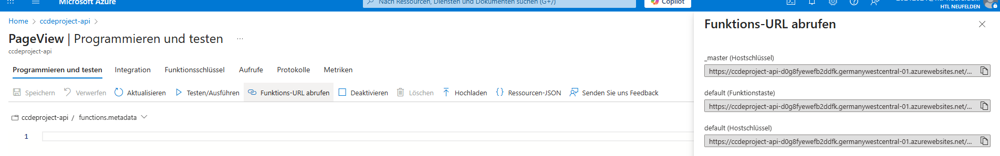 Microsoft Azure
Nach Ressourcen, Diensten und Dokumenten suchen (G+/)
Copilot
HTL NEUFELDEN
Home > ccdeproject-api >
PageView | Programmieren und testen ...
ccdeproject-api
Programmieren und testen Integration Funktionsschlüssel Aufrufe Protokolle Metriken
Speichern Verwerfen Aktualisieren Testen/Ausführen Funktions-URL abrufen Deaktivieren Löschen Hochladen {} Ressourcen-JSON Senden Sie uns Feedback
ccdeproject-api / functions.metadata
1
Funktions-URL abrufen
_master (Hostschlüssel)
https://ccdeproject-api-d0g8fyewefb2ddfk.germanywestcentral-01.azurewebsites.net/...
default (Funktionstaste)
https://ccdeproject-api-d0g8fyewefb2ddfk.germanywestcentral-01.azurewebsites.net/...
default (Hostschlüssel)
https://ccdeproject-api-d0g8fyewefb2ddfk.germanywestcentral-01.azurewebsites.net/...